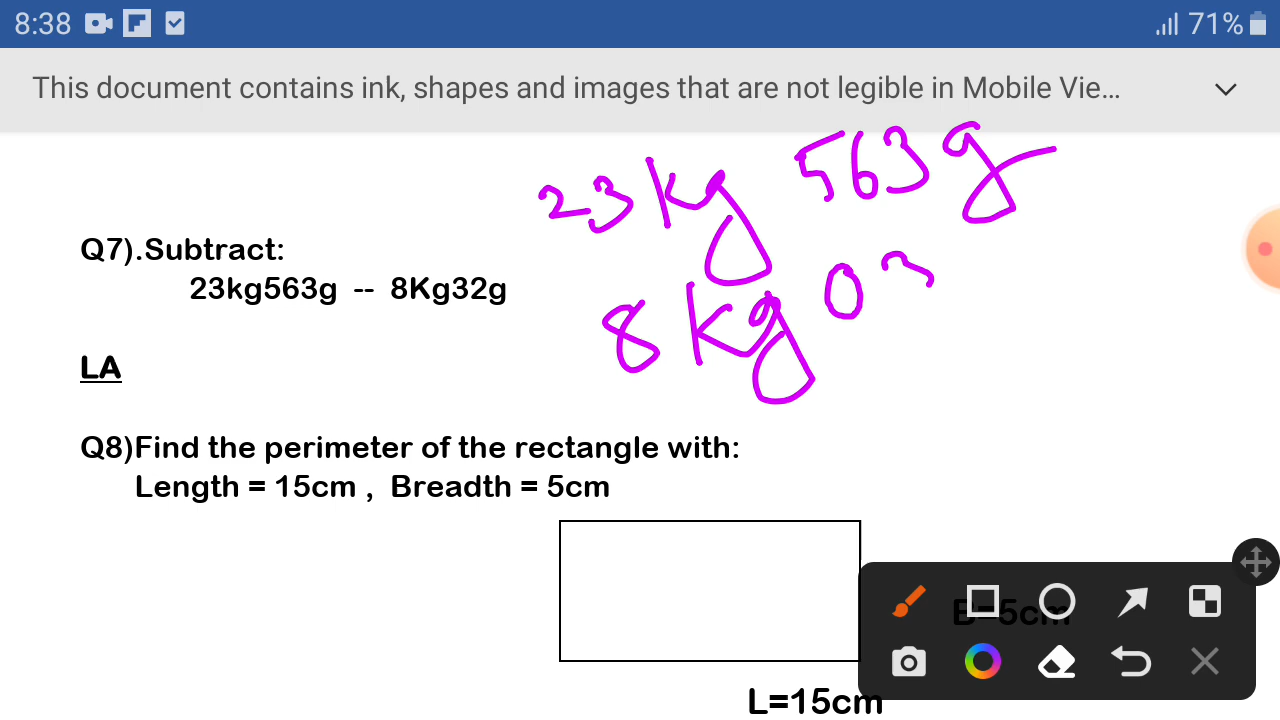 8:38 71%
This document contains ink, shapes and images that are not legible in Mobile Vie...
23kg 563g
Q7).Subtract:
23kg563g -- 8Kg32g
8kg 0
LA
Q8)Find the perimeter of the rectangle with:
Length = 15cm , Breadth = 5cm
B=5cm
L=15cm